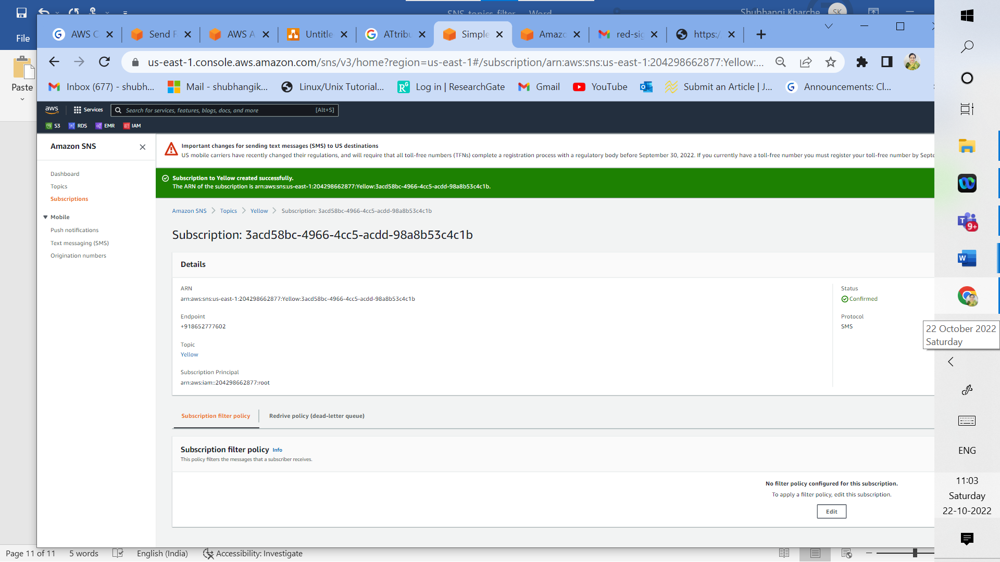 SNS_topics_filter - Word
Shubhangi Kharche
SK
File
AWS C
Send F
AWS A
Untitle
ATtribu
Simple
Amazo
red-sig
https:/
us-east-1.console.aws.amazon.com/sns/v3/home?region=us-east-1#/subscription/arn:aws:sns:us-east-1:204298662877:Yellow:...
Paste
Inbox (677) - shubh...
Mail - shubhangik...
Linux/Unix Tutorial...
Log in | ResearchGate
Gmail
YouTube
Submit an Article | J...
Announcements: Cl...
aws
Services
Search for services, features, blogs, docs, and more
[Alt+S]
S3
RDS
EMR
IAM
Amazon SNS
Dashboard
Topics
Subscriptions
Mobile
Push notifications
Text messaging (SMS)
Origination numbers
Important changes for sending text messages (SMS) to US destinations
US mobile carriers have recently changed their regulations, and will require that all toll-free numbers (TFNs) complete a registration process with a regulatory body before September 30, 2022. If you currently have a toll-free number you must register your toll-free number by Septe
Subscription to Yellow created successfully.
The ARN of the subscription is arn:aws:sns:us-east-1:204298662877:Yellow:3acd58bc-4966-4cc5-acdd-98a8b53c4c1b.
Amazon SNS
Topics
Yellow
Subscription: 3acd58bc-4966-4cc5-acdd-98a8b53c4c1b
Subscription: 3acd58bc-4966-4cc5-acdd-98a8b53c4c1b
Details
ARN
arn:aws:sns:us-east-1:204298662877:Yellow:3acd58bc-4966-4cc5-acdd-98a8b53c4c1b
Endpoint
+918652777602
Topic
Yellow
Subscription Principal
arn:aws:iam::204298662877:root
Status
Confirmed
Protocol
SMS
Subscription filter policy
Redrive policy (dead-letter queue)
Subscription filter policy Info
This policy filters the messages that a subscriber receives.
No filter policy configured for this subscription.
To apply a filter policy, edit this subscription.
Edit
9+
22 October 2022
Saturday
ENG
11:03
Saturday
22-10-2022
Page 11 of 11
5 words
English (India)
Accessibility: Investigate